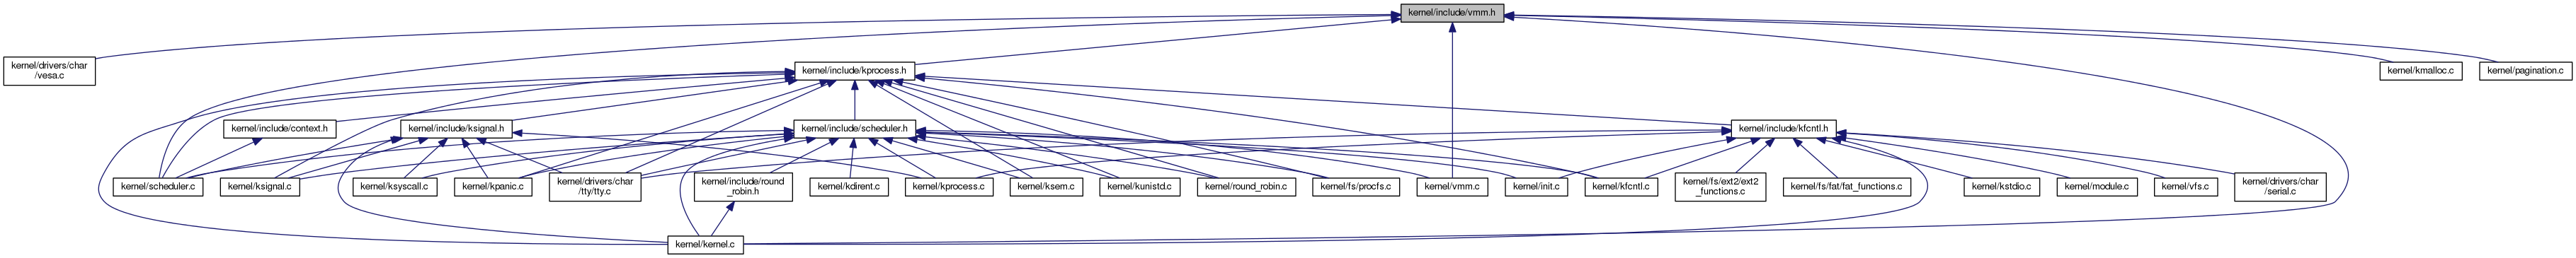 kernel/include/vmm.h
kernel/drivers/char
/vesa.c
kernel/include/kprocess.h
kernel/kmalloc.c
kernel/pagination.c
kernel/include/context.h
kernel/include/ksignal.h
kernel/include/scheduler.h
kernel/include/kfcntl.h
kernel/scheduler.c
kernel/ksignal.c
kernel/ksyscall.c
kernel/kpanic.c
kernel/drivers/char
/tty/tty.c
kernel/include/round
_robin.h
kernel/kdirent.c
kernel/kprocess.c
kernel/ksem.c
kernel/kunistd.c
kernel/round_robin.c
kernel/fs/procfs.c
kernel/vmm.c
kernel/init.c
kernel/kfcntl.c
kernel/fs/ext2/ext2
_functions.c
kernel/fs/fat/fat_functions.c
kernel/kstdio.c
kernel/module.c
kernel/vfs.c
kernel/drivers/char
/serial.c
kernel/kernel.c